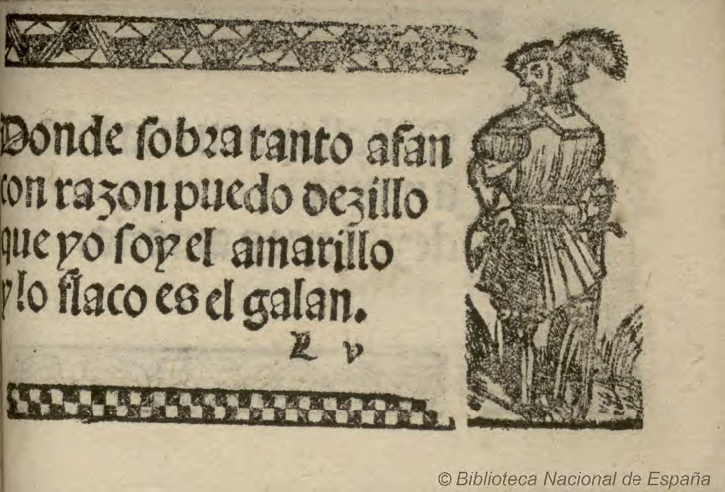 Donde sobra tanto afan
con razon puedo dezillo
que yo soy el amarillo
y lo flaco es el galan.
R v
© Biblioteca Nacional de España